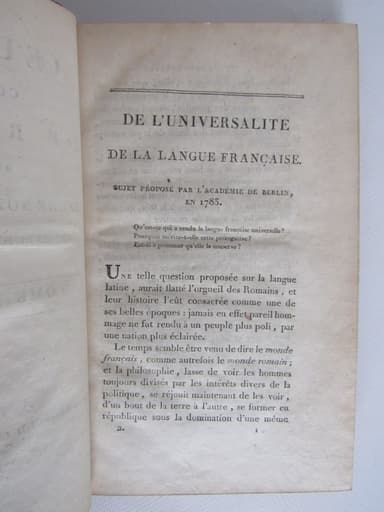 DE L'UNIVERSALITÉ
DE LA LANGUE FRANÇAISE.
SUJET PROPOSÉ PAR L'ACADÉMIE DE BERLIN,
EN 1785.
Qu'est-ce qui a rendu la langue françoise universelle?
Pourquoi mérite-t-elle cette prérogative?
Est-il à présumer qu'elle la conserve?
UNE telle question proposée sur la langue
latine, aurait flatté l'orgueil des Romains, et
leur histoire l'eût consacrée comme une de
ses belles époques: jamais en effet pareil hom-
mage ne fut rendu à un peuple plus poli, par
une nation plus éclairée.
Le temps semble être venu de dire le monde
français, comme autrefois le monde romain;
et la philosophie, lasse de voir les hommes
toujours divisés par les intérêts divers de la
politique, se réjouit maintenant de les voir,
d'un bout de la terre à l'autre, se former en
république sous la domination d'une même
2. 1